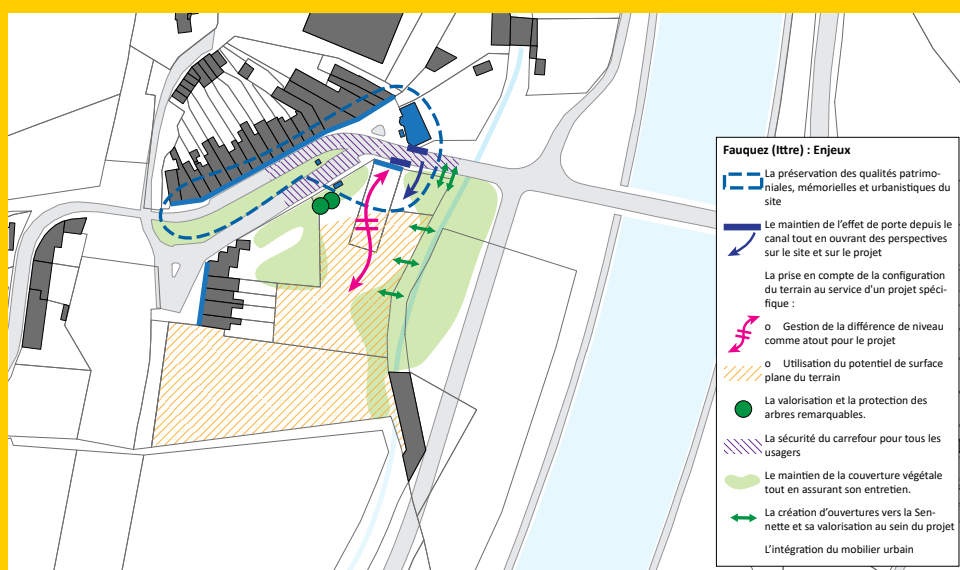 Fauquez (Ittre) : Enjeux
La préservation des qualités patrimo-
niales, mémorielles et urbanistiques du
site
Le maintien de l'effet de porte depuis le
canal tout en ouvrant des perspectives
sur le site et sur le projet
La prise en compte de la configuration
du terrain au service d'un projet spéci-
fique :
o Gestion de la différence de niveau
comme atout pour le projet
o Utilisation du potentiel de surface
plane du terrain
La valorisation et la protection des
arbres remarquables.
La sécurité du carrefour pour tous les
usagers
Le maintien de la couverture végétale
tout en assurant son entretien.
La création d'ouvertures vers la Sen-
nette et sa valorisation au sein du projet
L'intégration du mobilier urbain